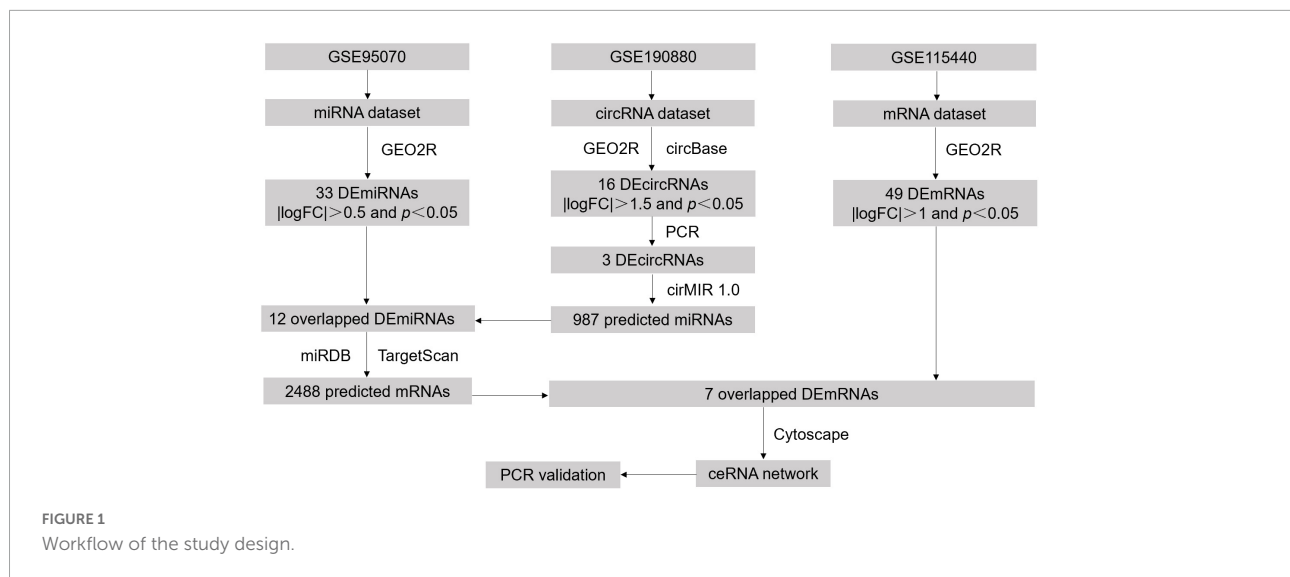 GSE95070
GSE190880
GSE115440
miRNA dataset
circRNA dataset
mRNA dataset
GEO2R
GEO2R
circBase
GEO2R
33 DEmiRNAs
|logFC|>0.5 and p<0.05
16 DEcircRNAs
|logFC|>1.5 and p<0.05
49 DEmRNAs
|logFC|>1 and p<0.05
PCR
3 DEcircRNAs
cirMIR 1.0
12 overlapped DEmiRNAs
987 predicted miRNAs
miRDB
TargetScan
2488 predicted mRNAs
7 overlapped DEmRNAs
Cytoscape
PCR validation
ceRNA network
FIGURE 1
Workflow of the study design.